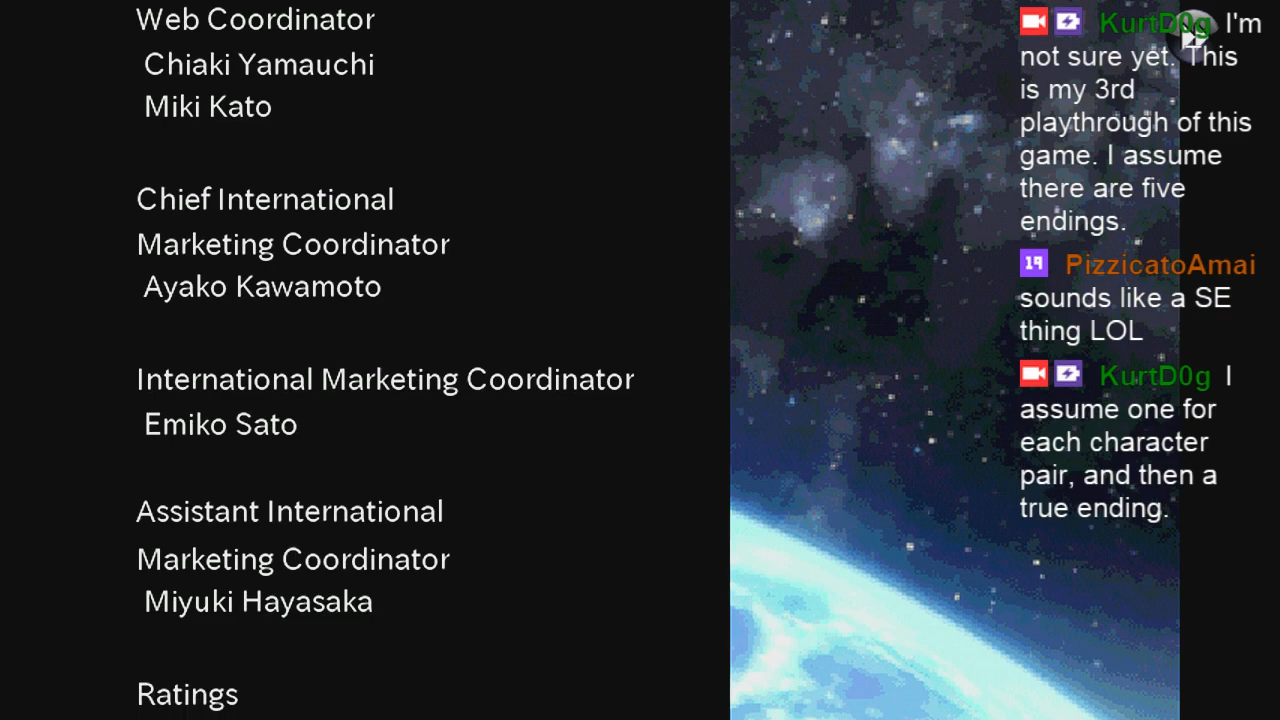 Web Coordinator
Chiaki Yamauchi
Miki Kato
Chief International
Marketing Coordinator
Ayako Kawamoto
International Marketing Coordinator
Emiko Sato
Assistant International
Marketing Coordinator
Miyuki Hayasaka
Ratings
KurtD0g I'm
not sure yet. This
is my 3rd
playthrough of this
game. I assume
there are five
endings.
19 PizzicatoAmai
sounds like a SE
thing LOL
KurtD0g I
assume one for
each character
pair, and then a
true ending.